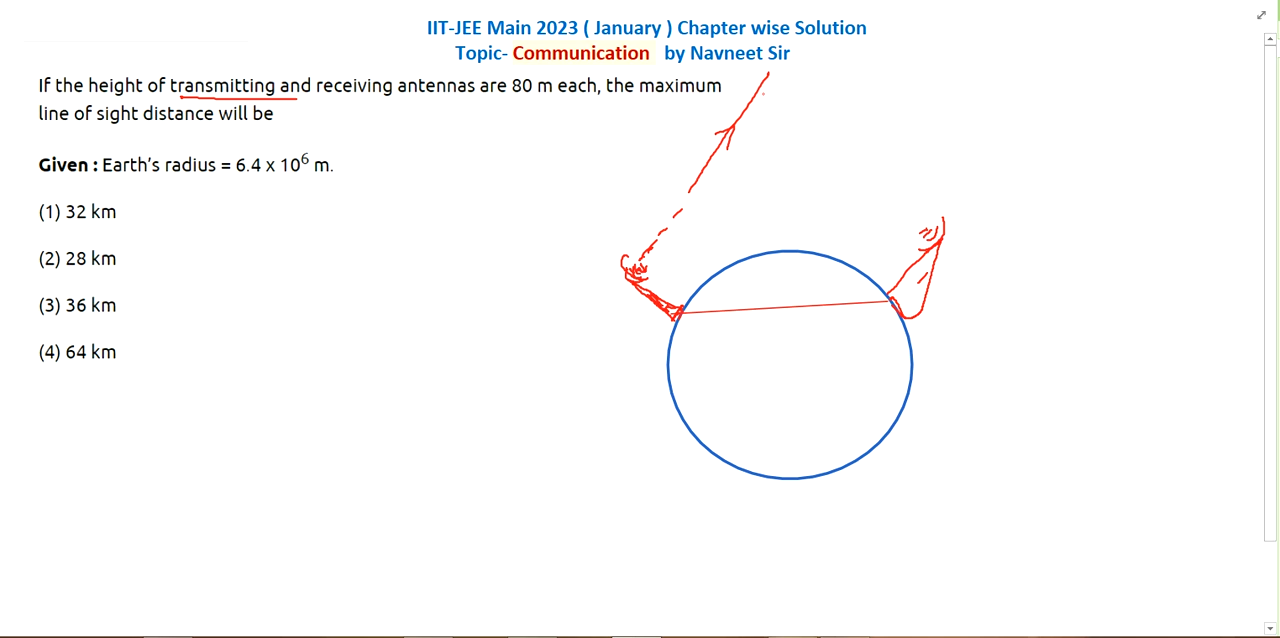 IIT-JEE Main 2023 ( January ) Chapter wise Solution
Topic- Communication by Navneet Sir
If the height of transmitting and receiving antennas are 80 m each, the maximum
line of sight distance will be
Given : Earth's radius = 6.4 x 10⁶ m.
(1) 32 km
(2) 28 km
(3) 36 km
(4) 64 km